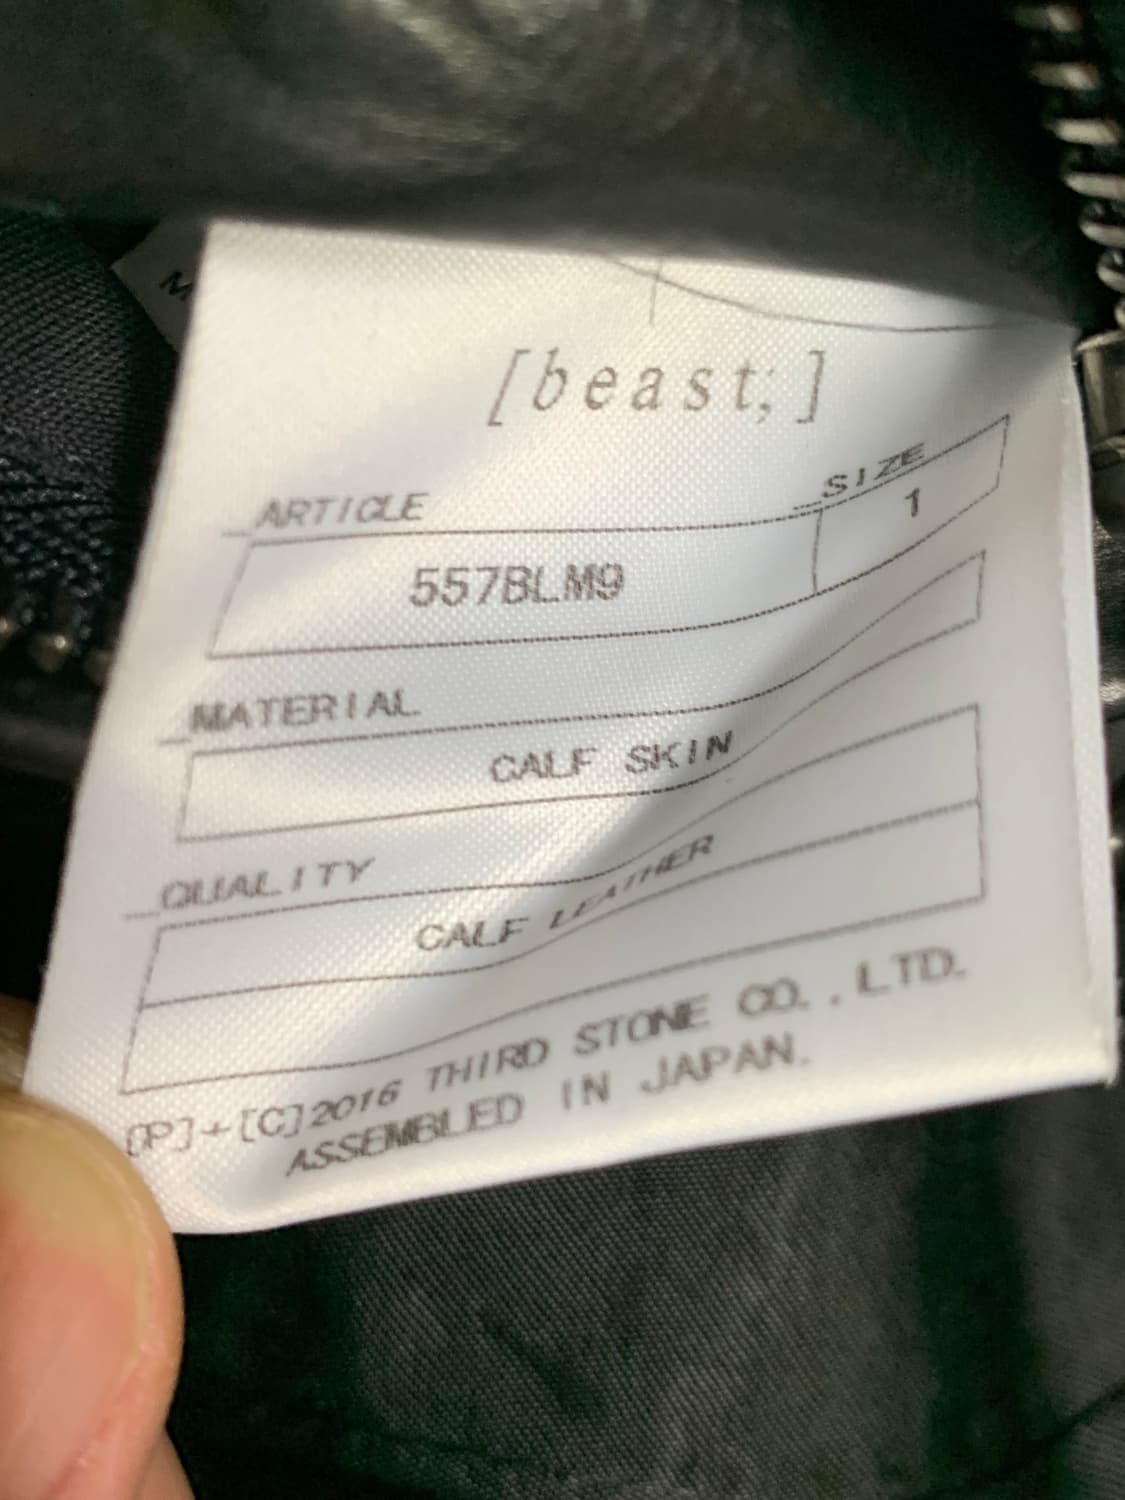 [beast;]
ARTICLE
SIZE
557BLM9
1
MATERIAL
CALF SKIN
QUALITY
CALF LEATHER
[P]+[C]2016 THIRD STONE CO.,LTD.
ASSEMBLED IN JAPAN.